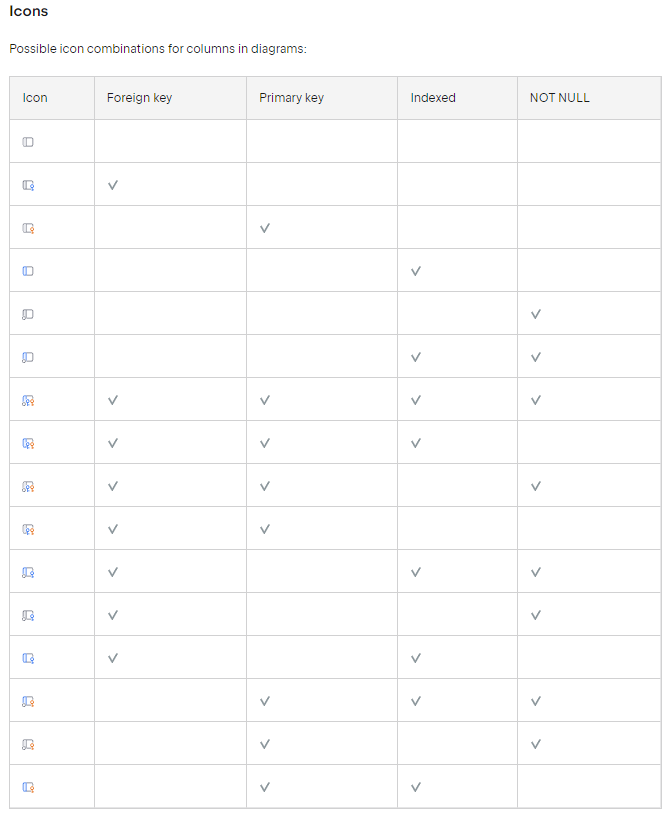 Icons
Possible icon combinations for columns in diagrams:
Icon Foreign key Primary key Indexed NOT NULL